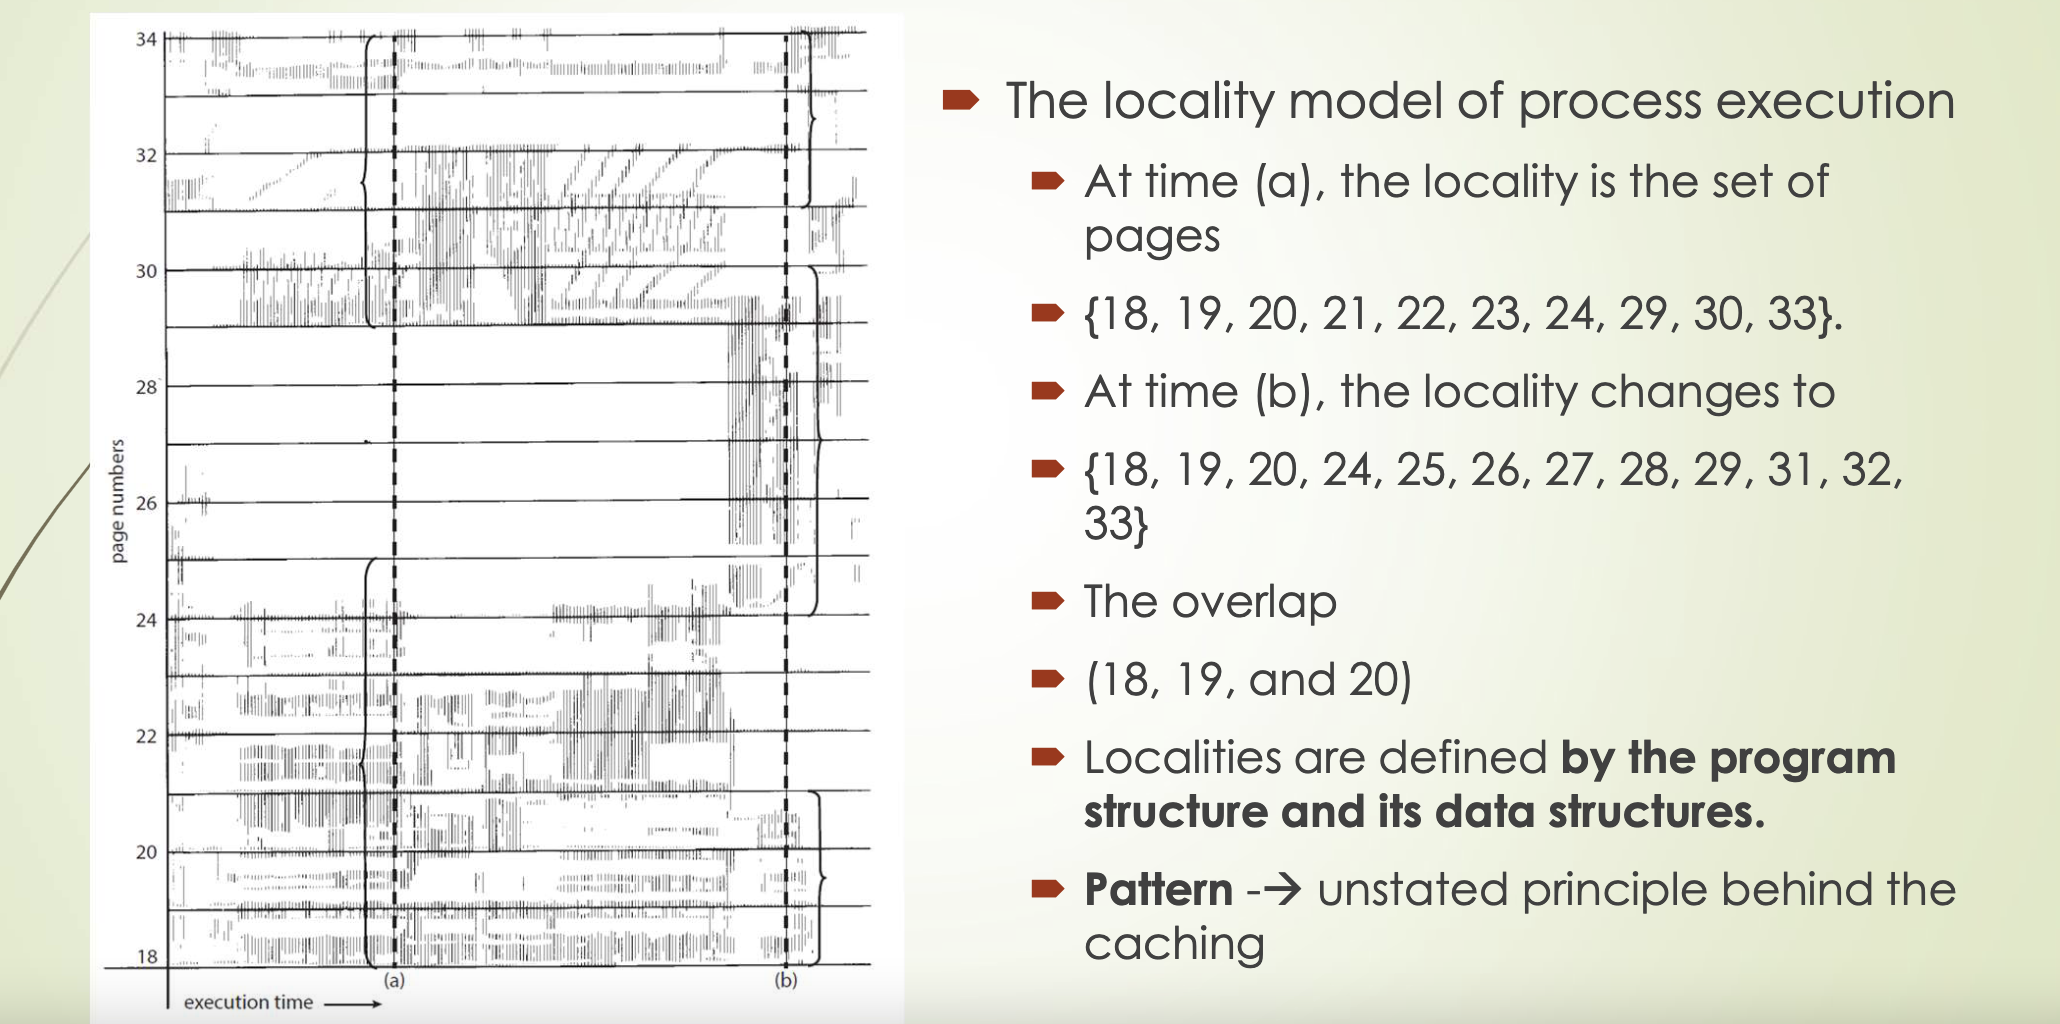 34
32
30
28
26
24
22
20
18
page numbers
(a)
(b)
execution time
The locality model of process execution
At time (a), the locality is the set of
pages
{18, 19, 20, 21, 22, 23, 24, 29, 30, 33}.
At time (b), the locality changes to
{18, 19, 20, 24, 25, 26, 27, 28, 29, 31, 32,
33}
The overlap
(18, 19, and 20)
Localities are defined by the program
structure and its data structures.
Pattern -→ unstated principle behind the
caching